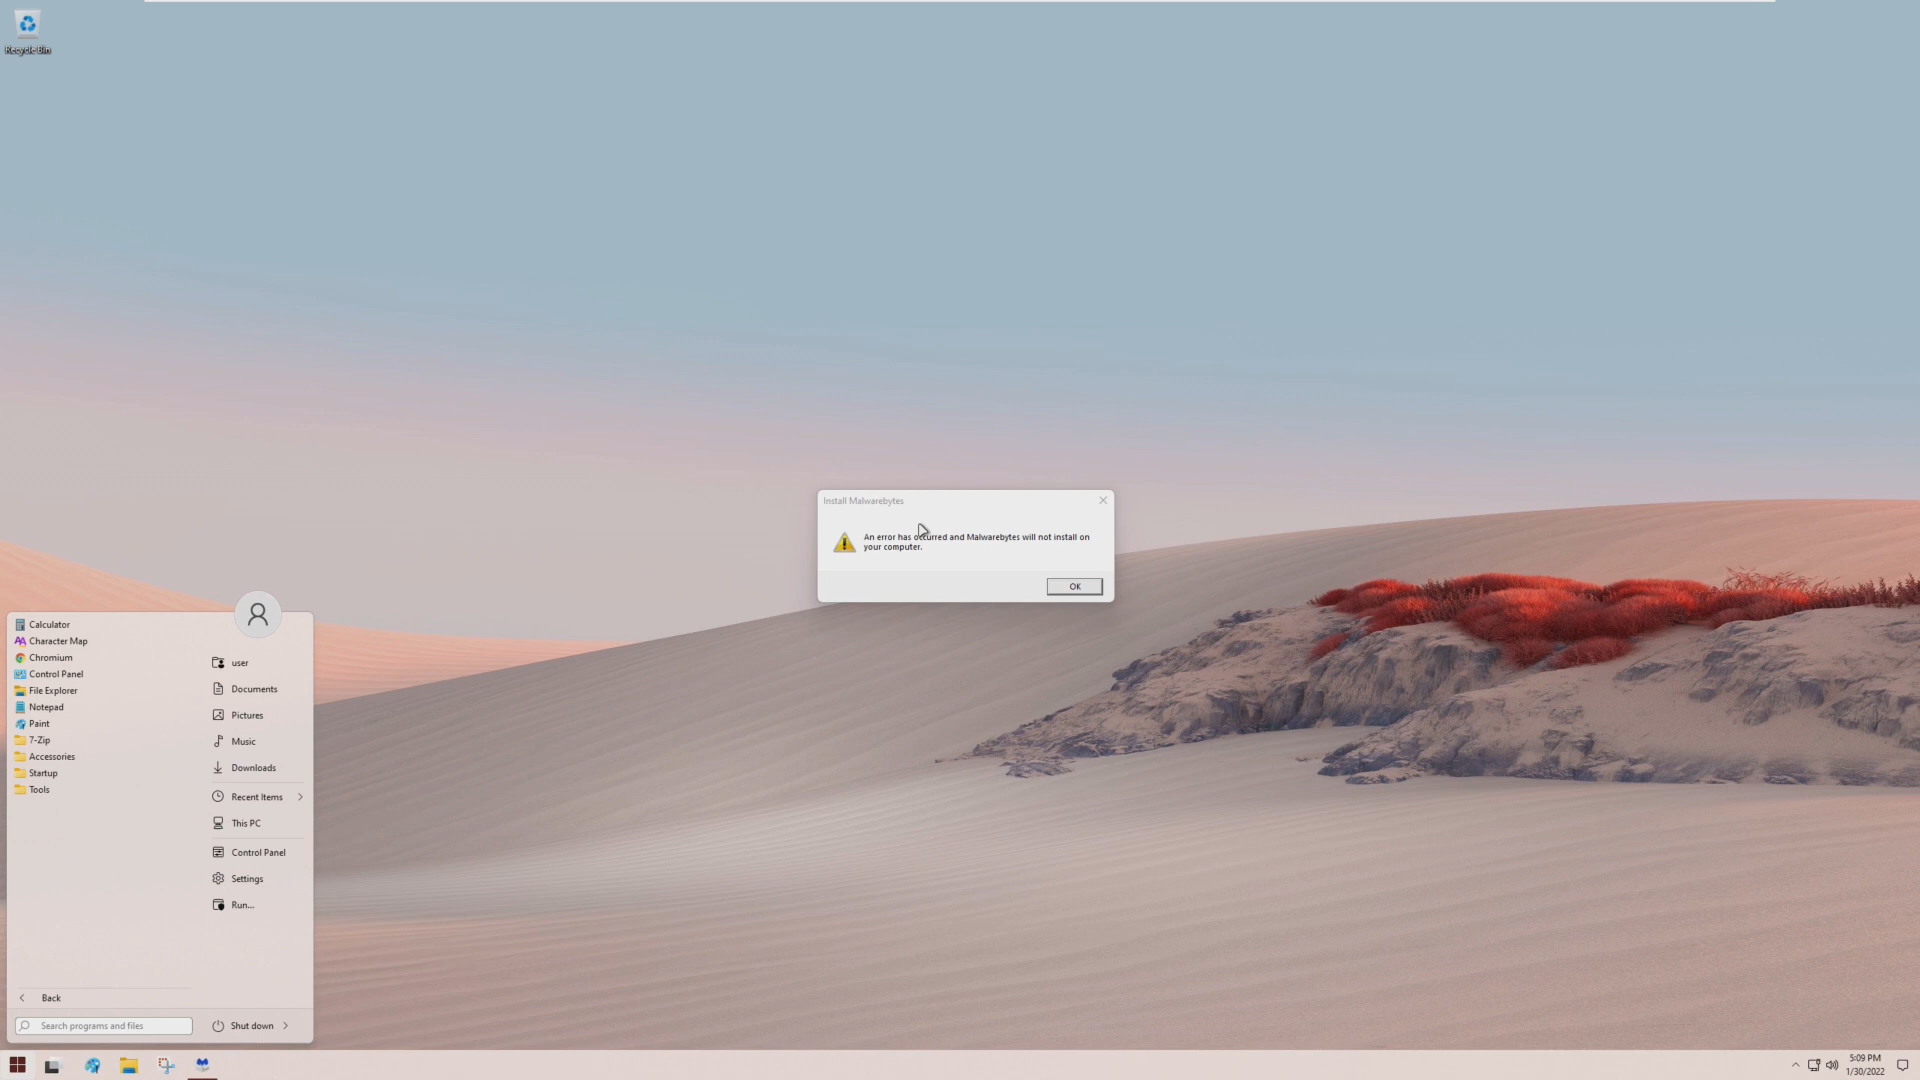 Recycle Bin
Install Malwarebytes
An error has occurred and Malwarebytes will not install on
your computer.
OK
Calculator
Character Map
Chromium
Control Panel
File Explorer
Notepad
Paint
7-Zip
Accessories
Startup
Tools
Back
Search programs and files
user
Documents
Pictures
Music
Downloads
Recent Items
This PC
Control Panel
Settings
Run...
Shut down
5:09 PM
1/30/2022